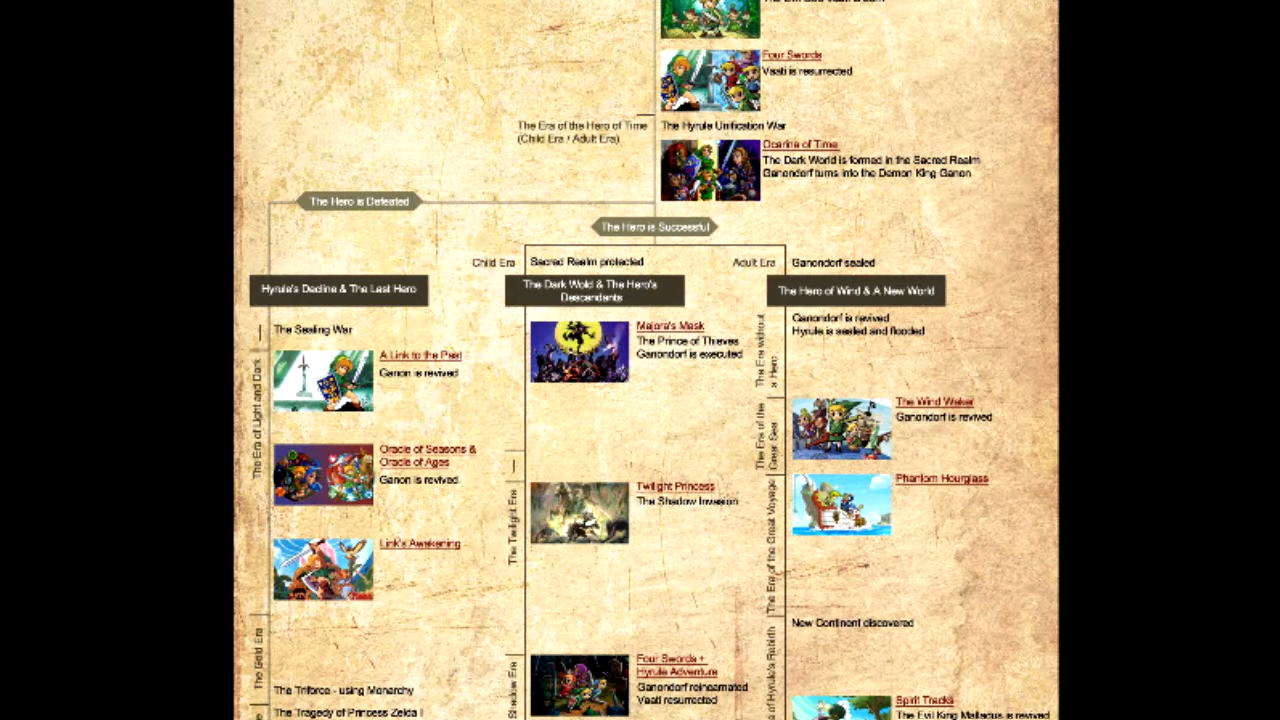 Four Swords
Vaati is resurrected
The Era of the Hero of Time
(Child Era / Adult Era)
The Hyrule Unification War
Ocarina of Time
The Dark World is formed in the Sacred Realm
Ganondorf turns into the Demon King Ganon
The Hero is Defeated
The Hero is Successful
Child Era
Sacred Realm protected
Adult Era
Ganondorf sealed
Hyrule's Decline & The Last Hero
The Dark Wold & The Hero's
Descendants
The Hero of Wind & A New World
The Sealing War
The Era of Light and Dark
A Link to the Past
Ganon is revived
Oracle of Seasons &
Oracle of Ages
Ganon is revived
Link's Awakening
The Gold Era
The Triforce - using Monarchy
The Tragedy of Princess Zelda I
Majora's Mask
The Prince of Thieves
Ganondorf is executed
The Twilight Era
Twilight Princess
The Shadow Invasion
Shadow Era
Four Swords +
Hyrule Adventure
Ganondorf reincarnated
Vaati resurrected
The Era without
a Hero
Ganondorf is revived
Hyrule is sealed and flooded
The Era of the
Great Sea
The Wind Waker
Ganondorf is revived
The Era of the Great Voyage
Phantom Hourglass
New Continent discovered
of Hyrule's Rebirth
Spirit Tracks
The Evil King Malladus is revived